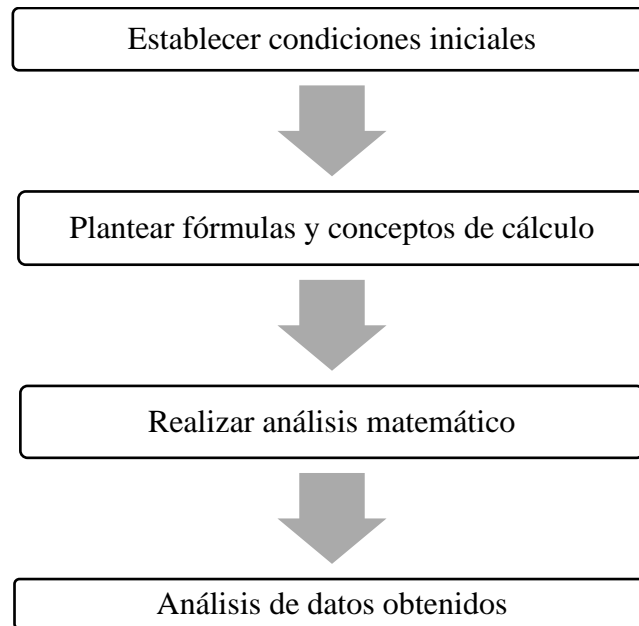 Establecer condiciones iniciales
Plantear fórmulas y conceptos de cálculo
Realizar análisis matemático
Análisis de datos obtenidos